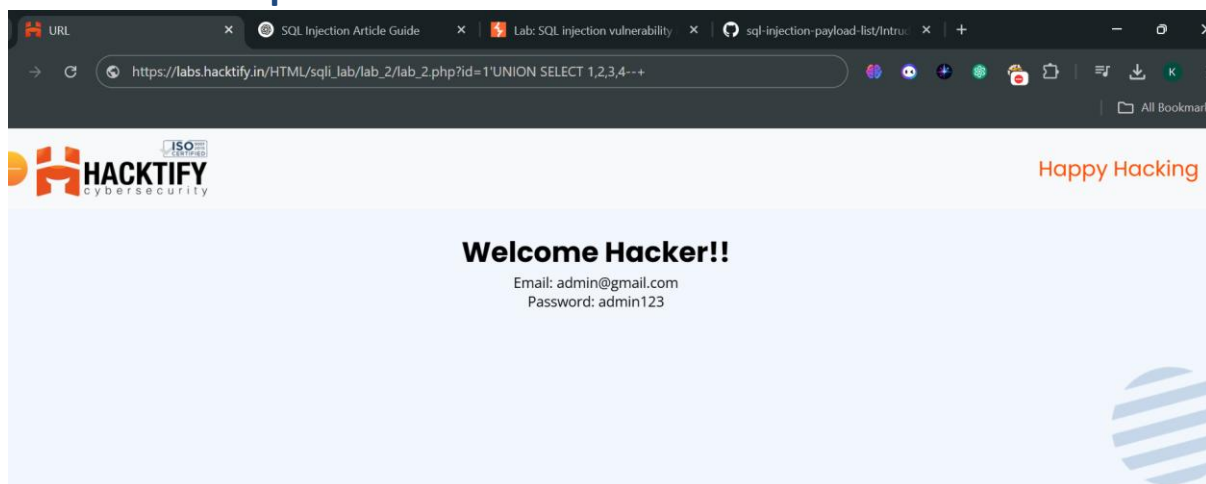 URL
SQL Injection Article Guide
Lab: SQL injection vulnerability
sql-injection-payload-list/Intruc
https://labs.hacktify.in/HTML/sqli_lab/lab_2/lab_2.php?id=1'UNION SELECT 1,2,3,4--+
K
All Bookmar
ISO
CERTIFIED
HACKTIFY
cybersecurity
Happy Hacking
Welcome Hacker!!
Email: admin@gmail.com
Password: admin123